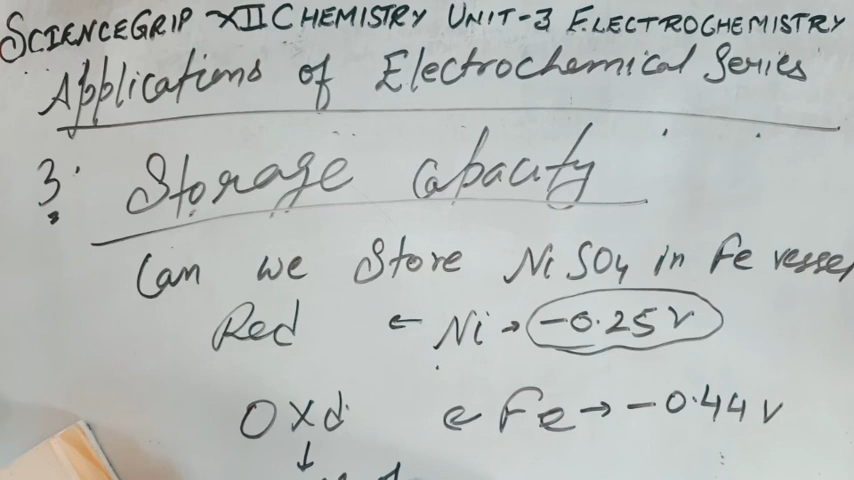 SCIENCEGRIP XII CHEMISTRY UNIT-3 ELECTROCHEMISTRY
Applications of Electrochemical Series
3. Storage Capacity
Can we Store NiSO4 in Fe vessel
Red ← Ni → -0.25V
Oxd ← Fe → -0.44V
↓